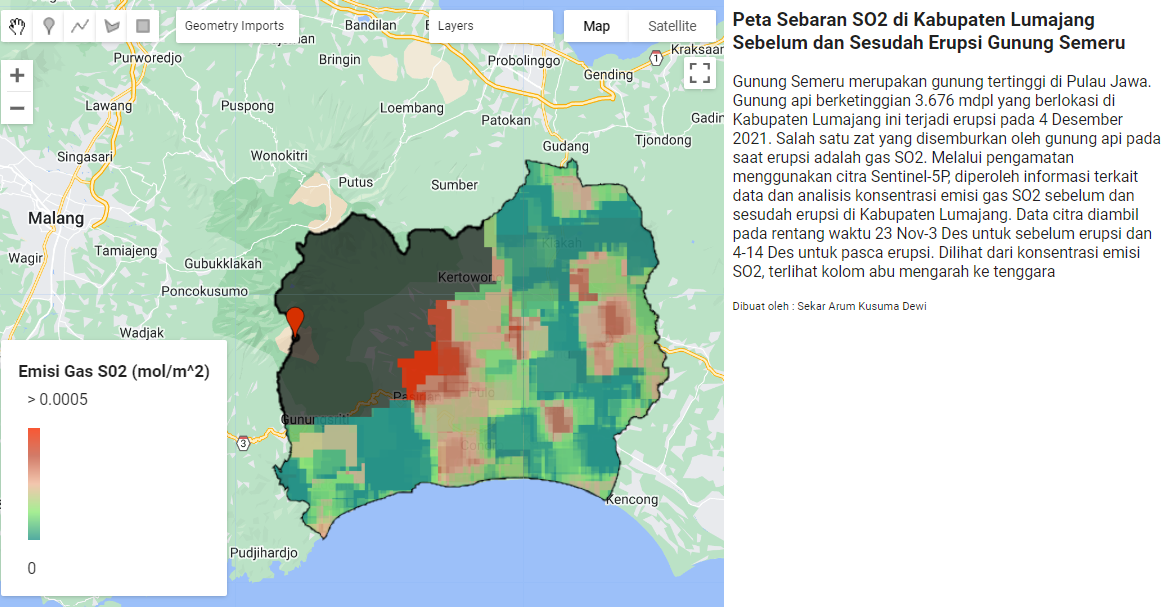 Geometry Imports
Layers
Map
Satellite
Bandilan
Kraksaan
Purworedjo
Bringin
Probolinggo
1
Gending
+
Lawang
Puspong
Loembang
−
Patokan
Tjondong
Gudang
Singasari
Wonokitri
Putus
Sumber
Malang
Tamiajeng
Klakah
Wagir
Gubukklakah
Kertowor
Poncokusumo
Wadjak
Gunungsriti
3
Kencong
Pudjihardjo
Emisi Gas S02 (mol/m^2)
> 0.0005
0
Peta Sebaran SO2 di Kabupaten Lumajang
Sebelum dan Sesudah Erupsi Gunung Semeru
Gunung Semeru merupakan gunung tertinggi di Pulau Jawa.
Gunung api berketinggian 3.676 mdpl yang berlokasi di
Kabupaten Lumajang ini terjadi erupsi pada 4 Desember
2021. Salah satu zat yang disemburkan oleh gunung api pada
saat erupsi adalah gas SO2. Melalui pengamatan
menggunakan citra Sentinel-5P, diperoleh informasi terkait
data dan analisis konsentrasi emisi gas SO2 sebelum dan
sesudah erupsi di Kabupaten Lumajang. Data citra diambil
pada rentang waktu 23 Nov-3 Des untuk sebelum erupsi dan
4-14 Des untuk pasca erupsi. Dilihat dari konsentrasi emisi
SO2, terlihat kolom abu mengarah ke tenggara
Dibuat oleh : Sekar Arum Kusuma Dewi